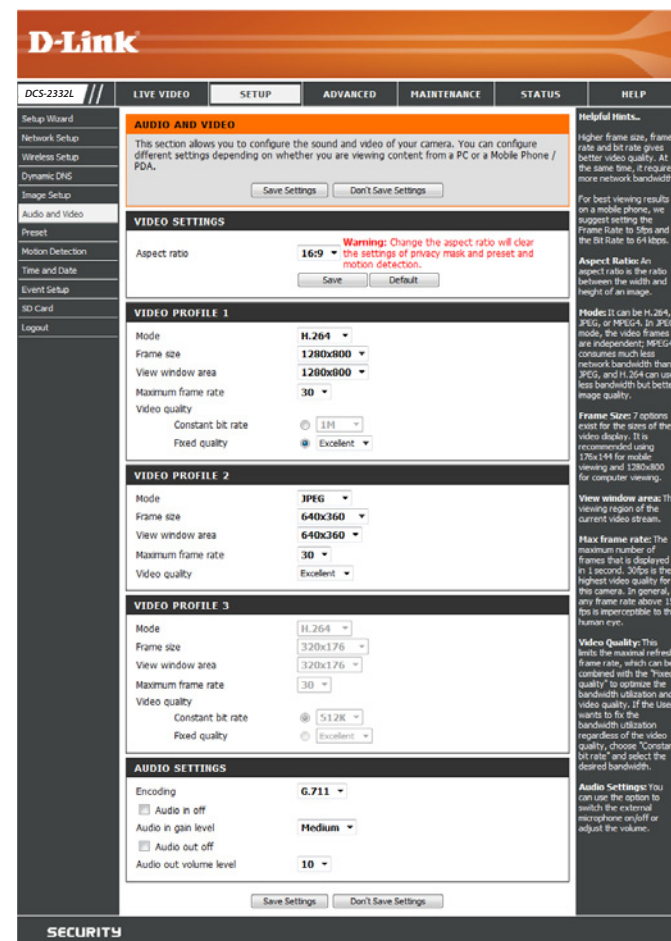 D-Link
DCS-2332L
LIVE VIDEO
SETUP
ADVANCED
MAINTENANCE
STATUS
HELP
Setup Wizard
Network Setup
Wireless Setup
Dynamic DNS
Image Setup
Audio and Video
Preset
Motion Detection
Time and Date
Event Setup
SD Card
Logout
AUDIO AND VIDEO
This section allows you to configure the sound and video of your camera. You can configure
different settings depending on whether you are viewing content from a PC or a Mobile Phone /
PDA.
Save Settings Don't Save Settings
VIDEO SETTINGS
Aspect ratio 16:9 Warning: Change the aspect ratio will clear
the settings of privacy mask and preset and
motion detection.
Save Default
VIDEO PROFILE 1
Mode H.264
Frame size 1280x800
View window area 1280x800
Maximum frame rate 30
Video quality
Constant bit rate 1M
Fixed quality Excellent
VIDEO PROFILE 2
Mode JPEG
Frame size 640x360
View window area 640x360
Maximum frame rate 30
Video quality Excellent
VIDEO PROFILE 3
Mode H.264
Frame size 320x176
View window area 320x176
Maximum frame rate 30
Video quality
Constant bit rate 512K
Fixed quality Excellent
AUDIO SETTINGS
Encoding G.711
Audio in off
Audio in gain level Medium
Audio out off
Audio out volume level 10
Save Settings Don't Save Settings
Helpful Hints..
Higher frame size, frame
rate and bit rate gives
better video quality. At
the same time, it require
more network bandwidth
For best viewing results
on a mobile phone, we
suggest setting the
Frame Rate to 5fps and
the Bit Rate to 64 kbps.
Aspect Ratio: An
aspect ratio is the ratio
between the width and
height of an image.
Mode: It can be H.264,
JPEG, or MPEG4. In JPE
mode, the video frames
are independent; MPEG4
consumes much less
network bandwidth than
JPEG, and H.264 can use
less bandwidth but bette
image quality.
Frame Size: 7 options
exist for the sizes of the
video display. It is
recommended using
176x144 for mobile
viewing and 1280x800
for computer viewing.
View window area: Th
viewing region of the
current video stream.
Max frame rate: The
maximum number of
frames that is displayed
in 1 second. 30fps is the
highest video quality for
this camera. In general,
any frame rate above 15
fps is imperceptible to th
human eye.
Video Quality: This
limits the maximal refresh
frame rate, which can be
combined with the "Fixed
quality" to optimize the
bandwidth utilization and
video quality. If the User
wants to fix the
bandwidth utilization
regardless of the video
quality, choose "Constan
bit rate" and select the
desired bandwidth.
Audio Settings: You
can use the option to
switch the external
microphone on/off or
adjust the volume.
SECURITY